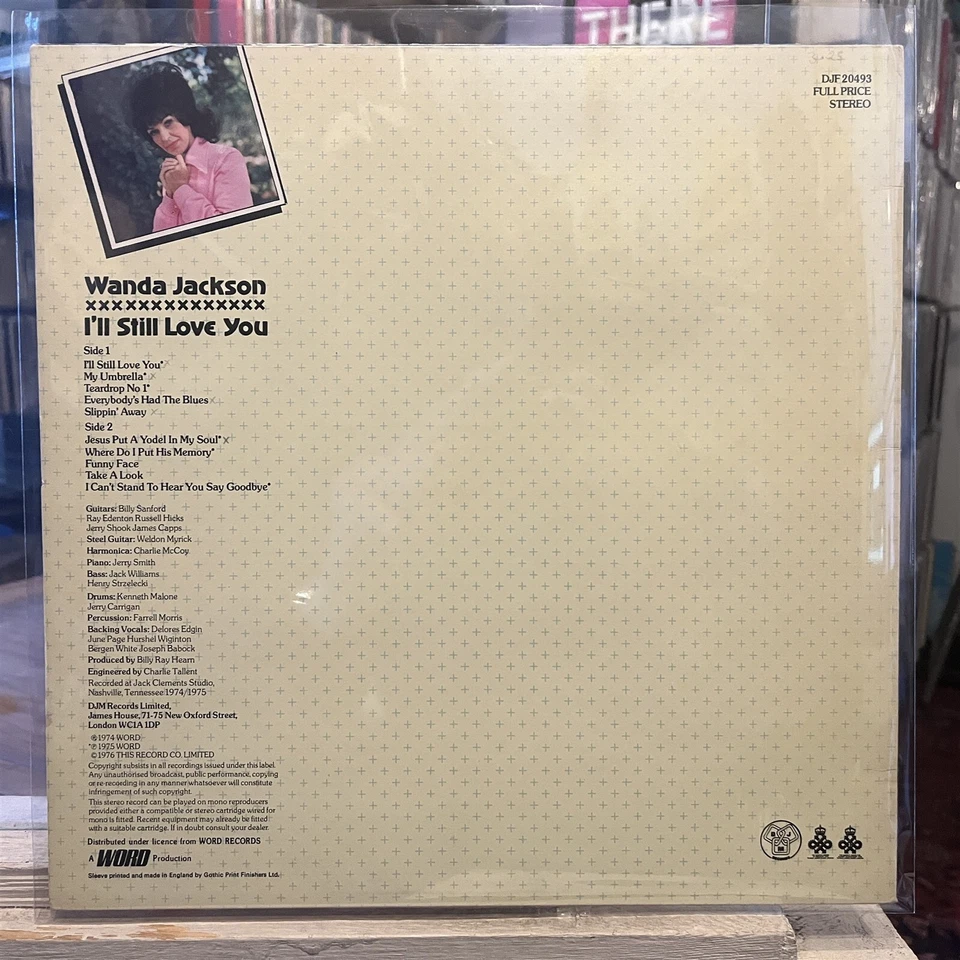 THERE
DJF 20493
FULL PRICE
STEREO
Wanda Jackson
xxxxxxxxxxxxxx
I'll Still Love You
Side 1
I'll Still Love You*
My Umbrella*
Teardrop No 1*
Everybody's Had The Blues
Slippin' Away
Side 2
Jesus Put A Yodel In My Soul*
Where Do I Put His Memory*
Funny Face
Take A Look
I Can't Stand To Hear You Say Goodbye*
Guitars: Billy Sanford
Ray Edenton Russell Hicks
Jerry Shook James Capps
Steel Guitar: Weldon Myrick
Harmonica: Charlie McCoy
Piano: Jerry Smith
Bass: Jack Williams
Henry Strzelecki
Drums: Kenneth Malone
Jerry Carrigan
Percussion: Farrell Morris
Backing Vocals: Delores Edgin
June Page Hurshel Wiginton
Bergen White Joseph Babock
Produced by Billy Ray Hearn
Engineered by Charlie Tallent
Recorded at Jack Clements Studio,
Nashville, Tennessee 1974/1975
DJM Records Limited,
James House, 71-75 New Oxford Street,
London WC1A 1DP
℗ 1974 WORD
*℗ 1975 WORD
© 1976 THIS RECORD CO. LIMITED
Copyright subsists in all recordings issued under this label.
Any unauthorised broadcast, public performance, copying
or re-recording in any manner whatsoever will constitute
infringement of such copyright.
This stereo record can be played on mono reproducers
provided either a compatible or stereo cartridge wired for
mono is fitted. Recent equipment may already be fitted
with a suitable cartridge. If in doubt consult your dealer.
Distributed under licence from WORD RECORDS
A WORD Production
Sleeve printed and made in England by Gothic Print Finishers Ltd.